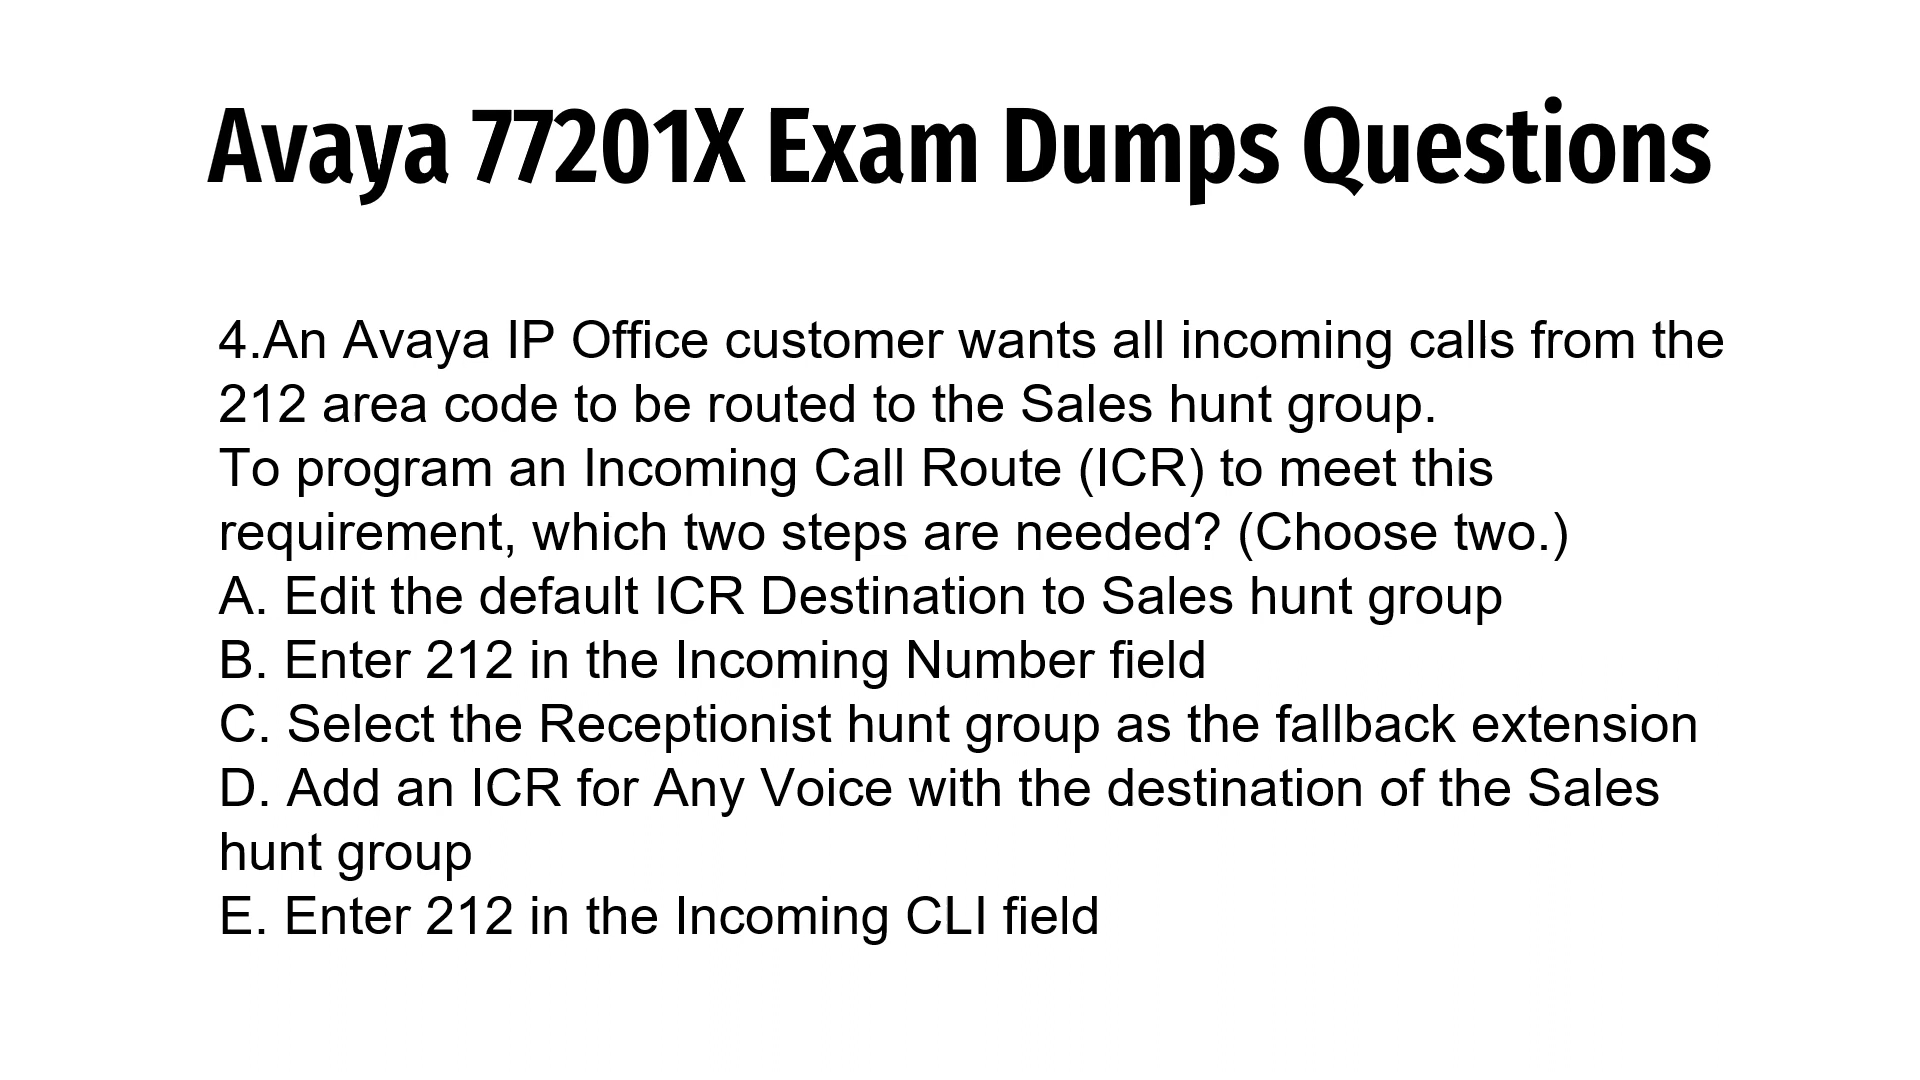 Avaya 77201X Exam Dumps Questions
4.An Avaya IP Office customer wants all incoming calls from the
212 area code to be routed to the Sales hunt group.
To program an Incoming Call Route (ICR) to meet this
requirement, which two steps are needed? (Choose two.)
A. Edit the default ICR Destination to Sales hunt group
B. Enter 212 in the Incoming Number field
C. Select the Receptionist hunt group as the fallback extension
D. Add an ICR for Any Voice with the destination of the Sales
hunt group
E. Enter 212 in the Incoming CLI field